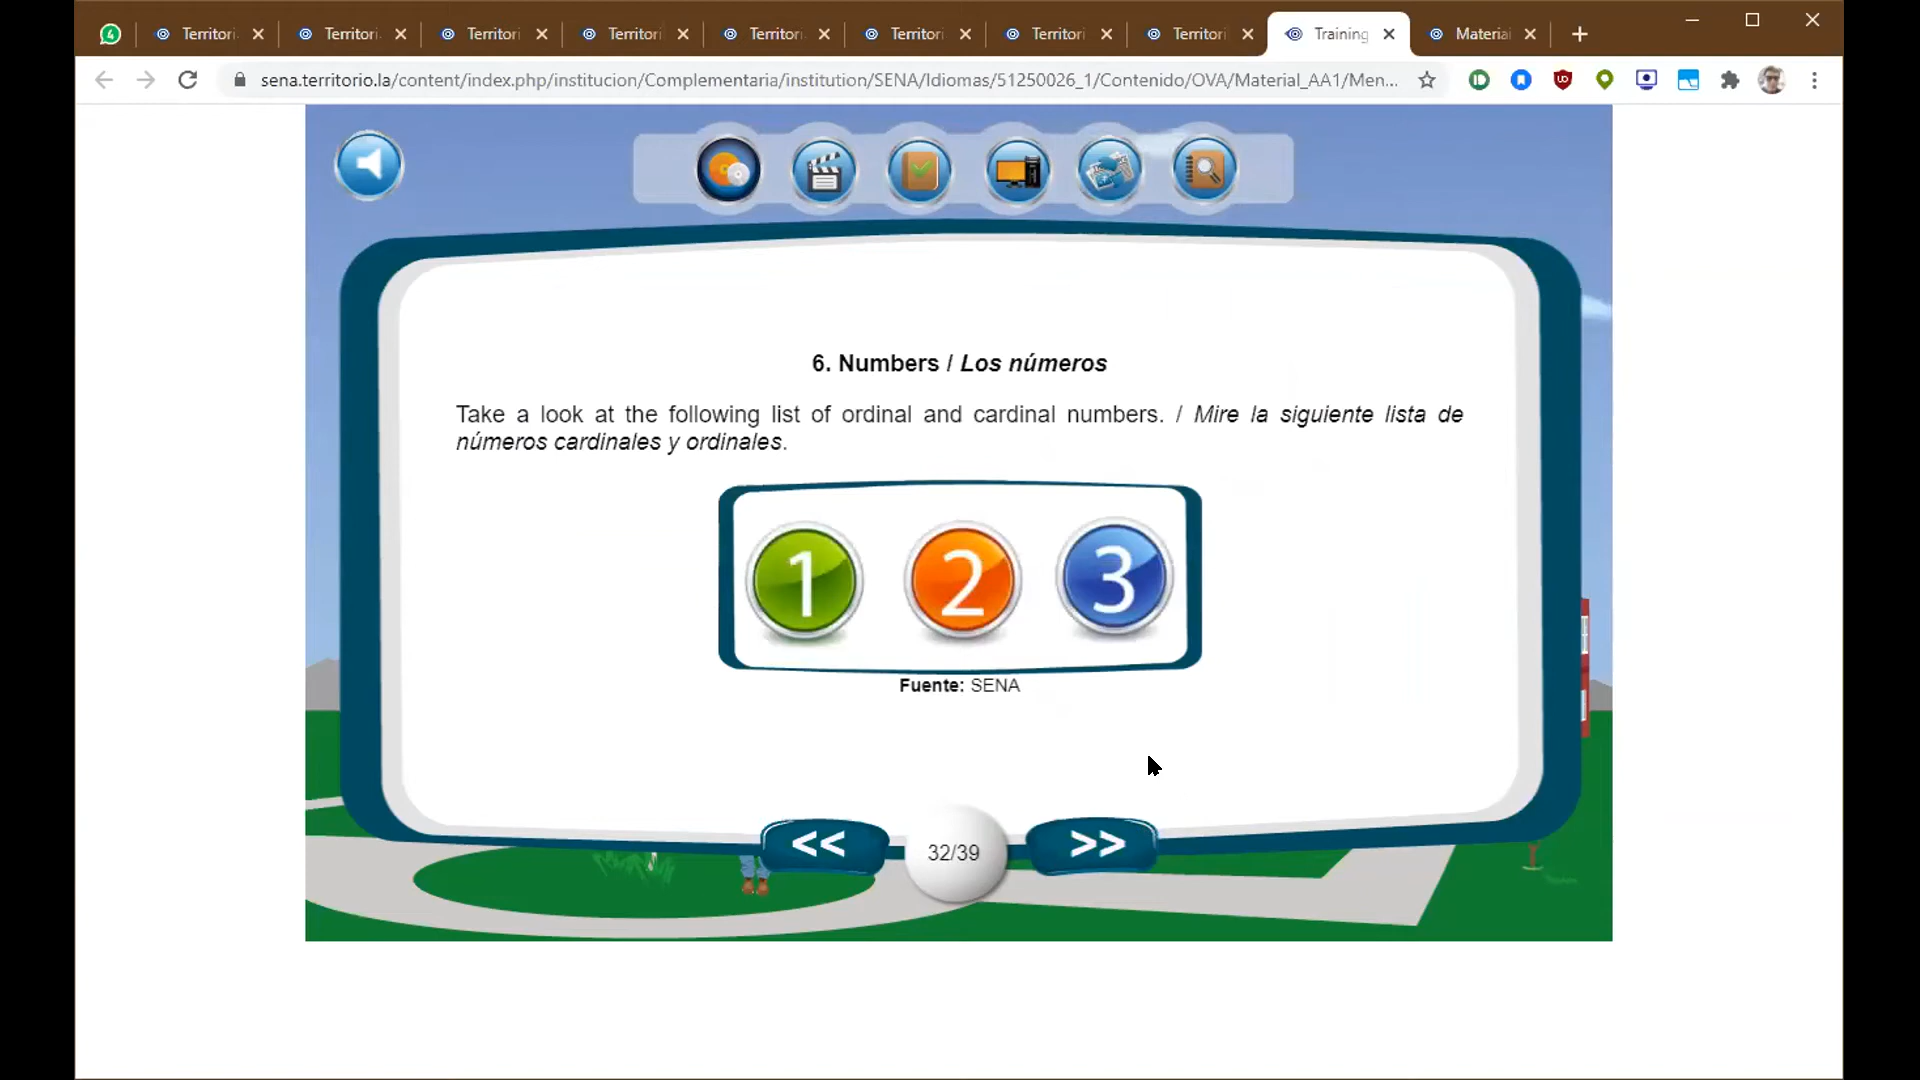 4
Territori
Territori
Territori
Territori
Territori
Territori
Territori
Territori
Training
Material
sena.territorio.la/content/index.php/institucion/Complementaria/institution/SENA/Idiomas/51250026_1/Contenido/OVA/Material_AA1/Men...
6. Numbers / Los números
Take a look at the following list of ordinal and cardinal numbers. / Mire la siguiente lista de
números cardinales y ordinales.
1 2 3
Fuente: SENA
<< 32/39 >>